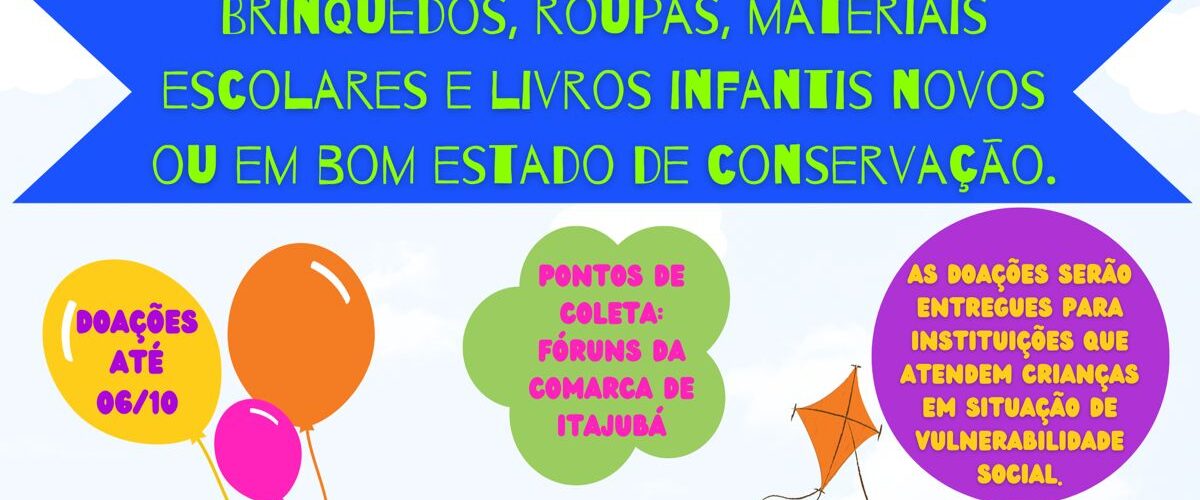 BRINQUEDOS, ROUPAS, MATERIAIS
ESCOLARES E LIVROS INFANTIS NOVOS
OU EM BOM ESTADO DE CONSERVAÇÃO.
DOAÇÕES
ATÉ
06/10
PONTOS DE
COLETA:
FÓRUNS DA
COMARCA DE
ITAJUBÁ
AS DOAÇÕES SERÃO
ENTREGUES PARA
INSTITUIÇÕES QUE
ATENDEM CRIANÇAS
EM SITUAÇÃO DE
VULNERABILIDADE
SOCIAL.